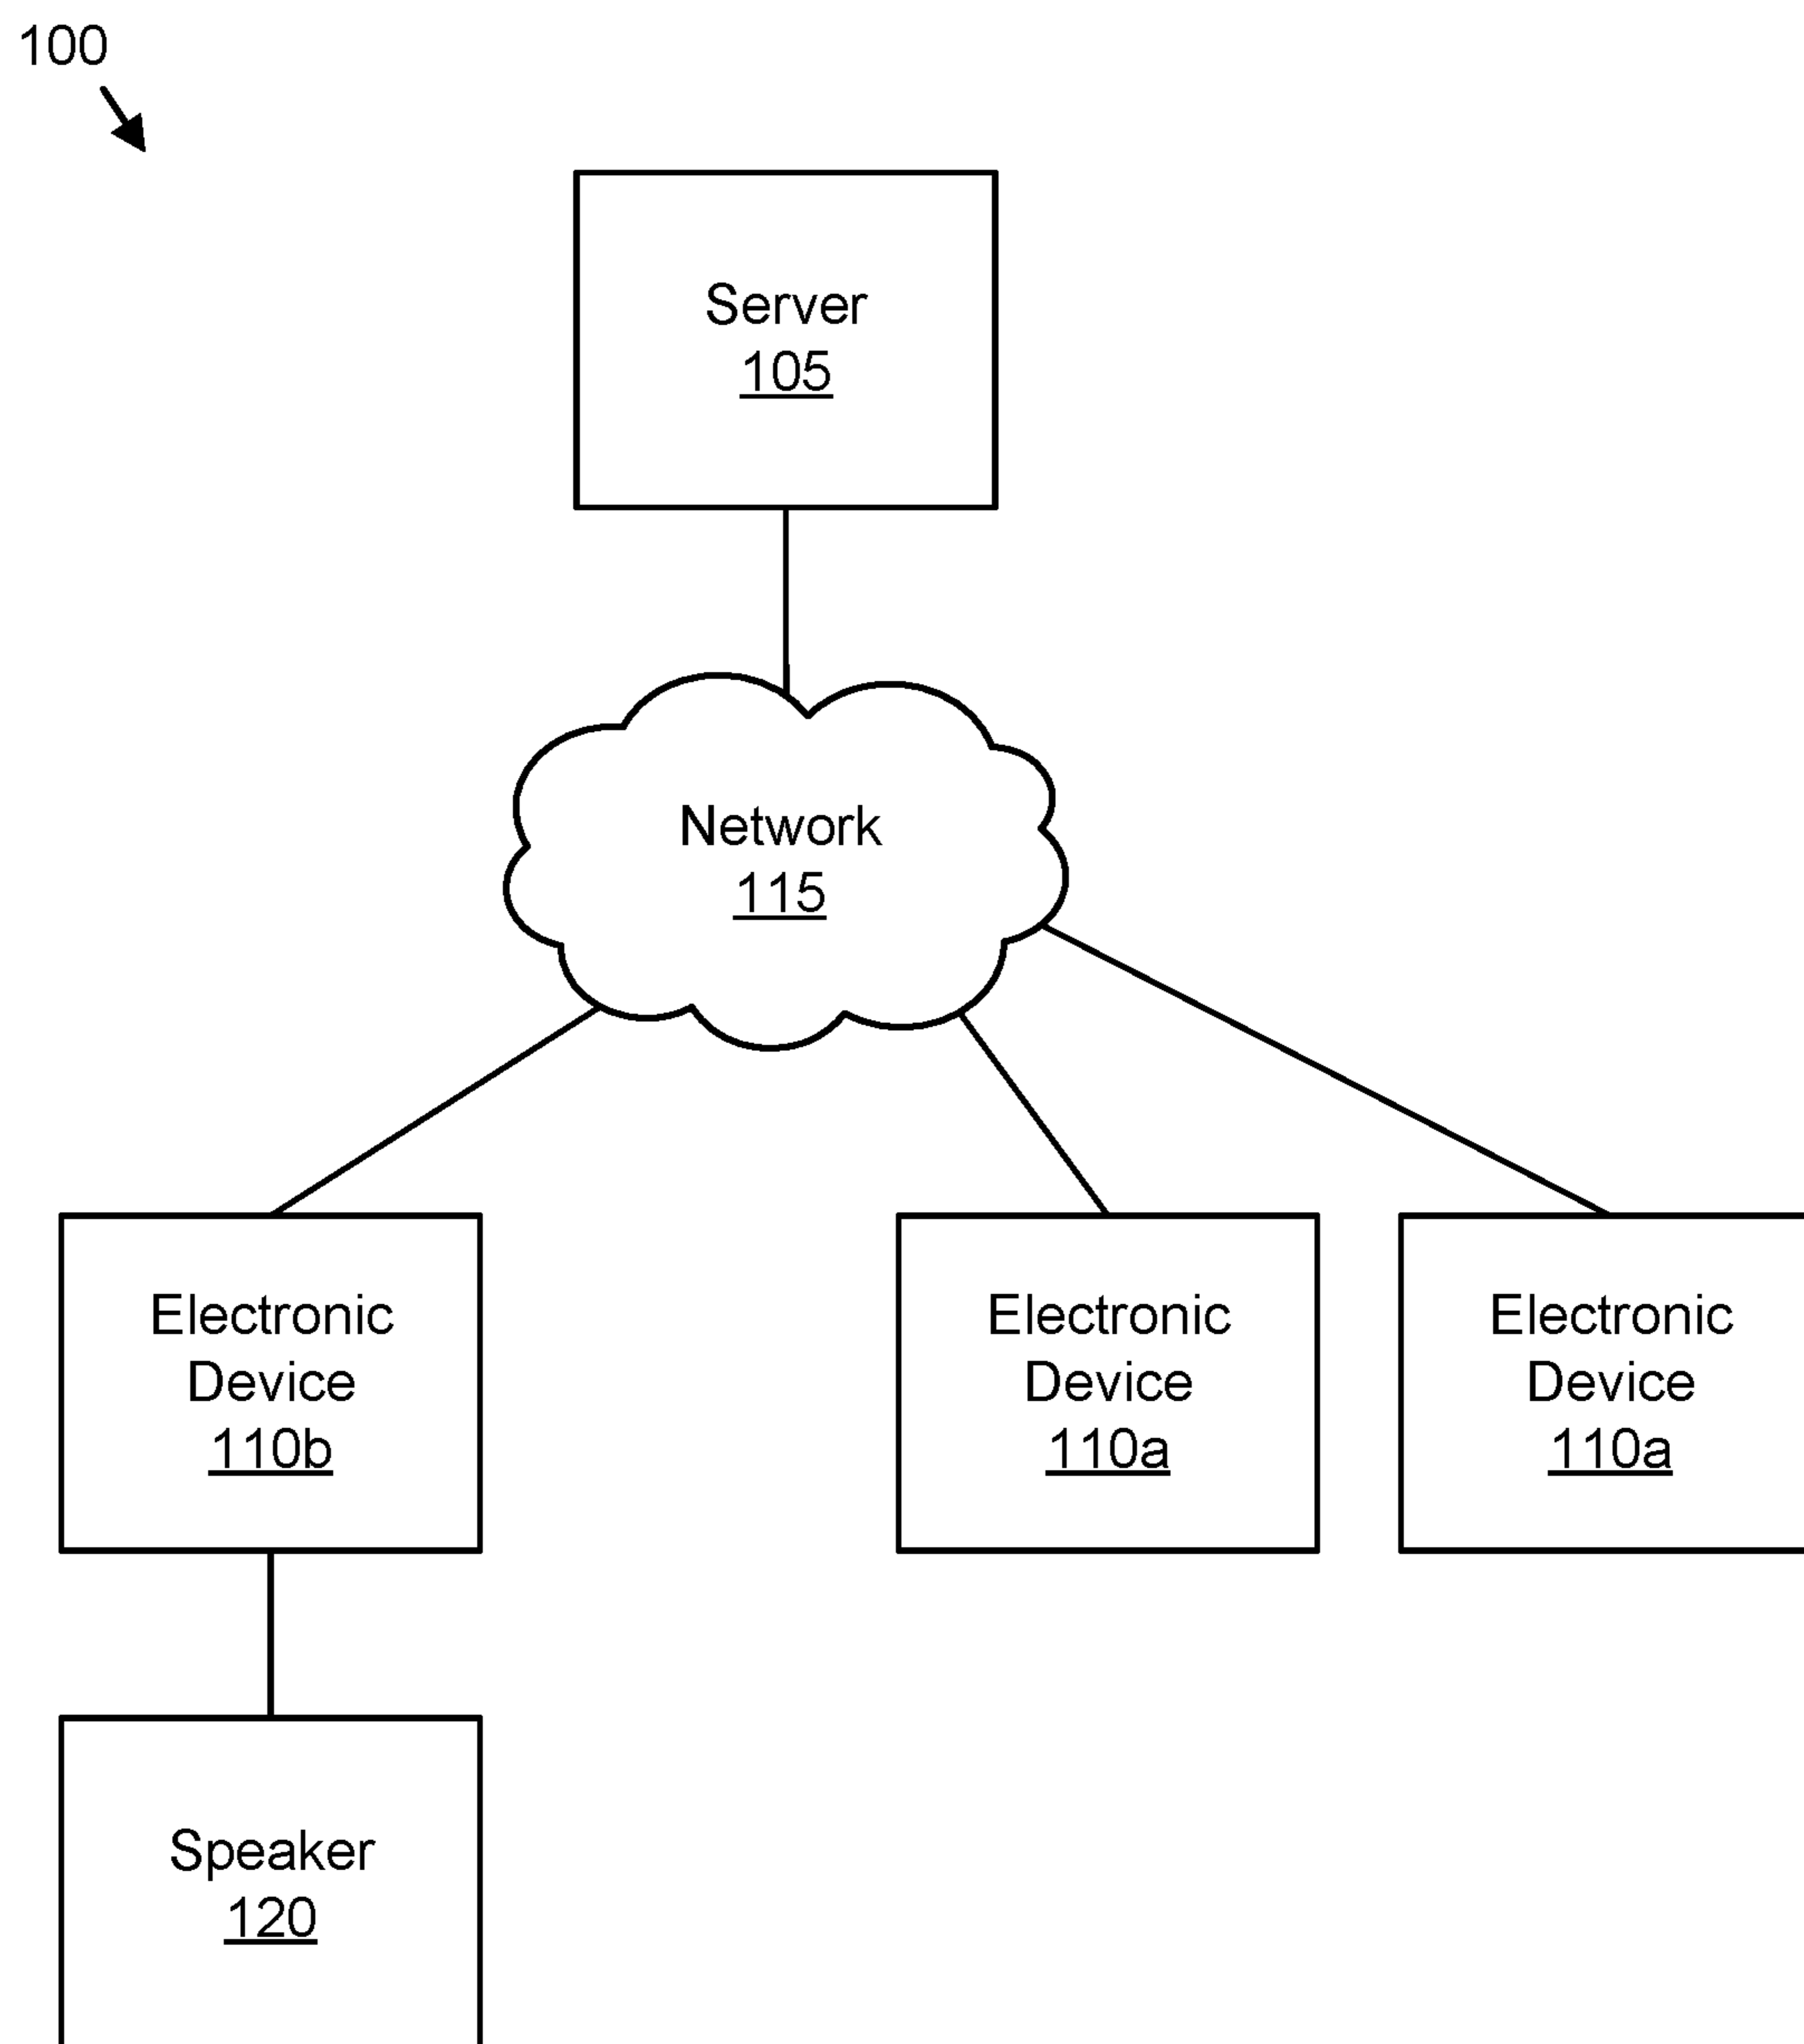 100
Server
105
Network
115
Electronic
Device
110b
Electronic
Device
110a
Electronic
Device
110a
Speaker
120